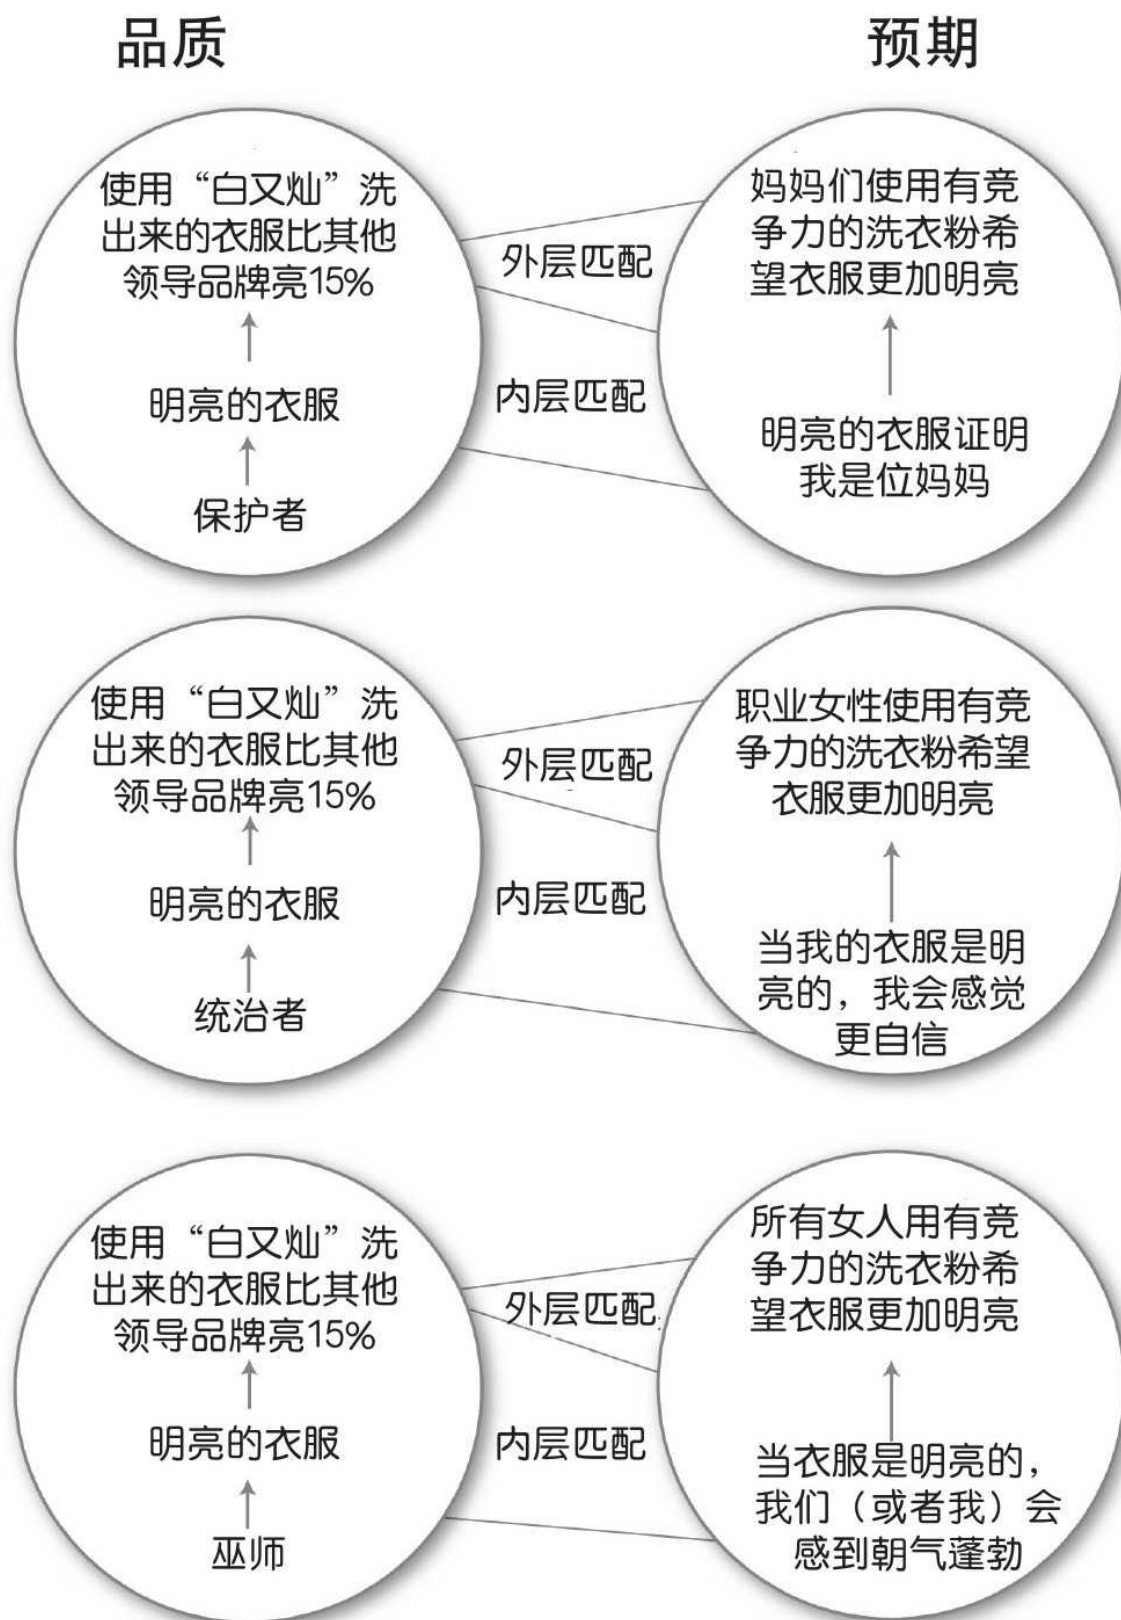 品质
预期
使用“白又灿”洗
出来的衣服比其他
领导品牌亮15%
明亮的衣服
保护者
外层匹配
内层匹配
妈妈们使用有竞
争力的洗衣粉希
望衣服更加明亮
明亮的衣服证明
我是位妈妈
使用“白又灿”洗
出来的衣服比其他
领导品牌亮15%
明亮的衣服
统治者
外层匹配
内层匹配
职业女性使用有竞
争力的洗衣粉希望
衣服更加明亮
当我的衣服是明
亮的，我会感觉
更自信
使用“白又灿”洗
出来的衣服比其他
领导品牌亮15%
明亮的衣服
巫师
外层匹配
内层匹配
所有女人用有竞
争力的洗衣粉希
望衣服更加明亮
当衣服是明亮的，
我们（或者我）会
感到朝气蓬勃